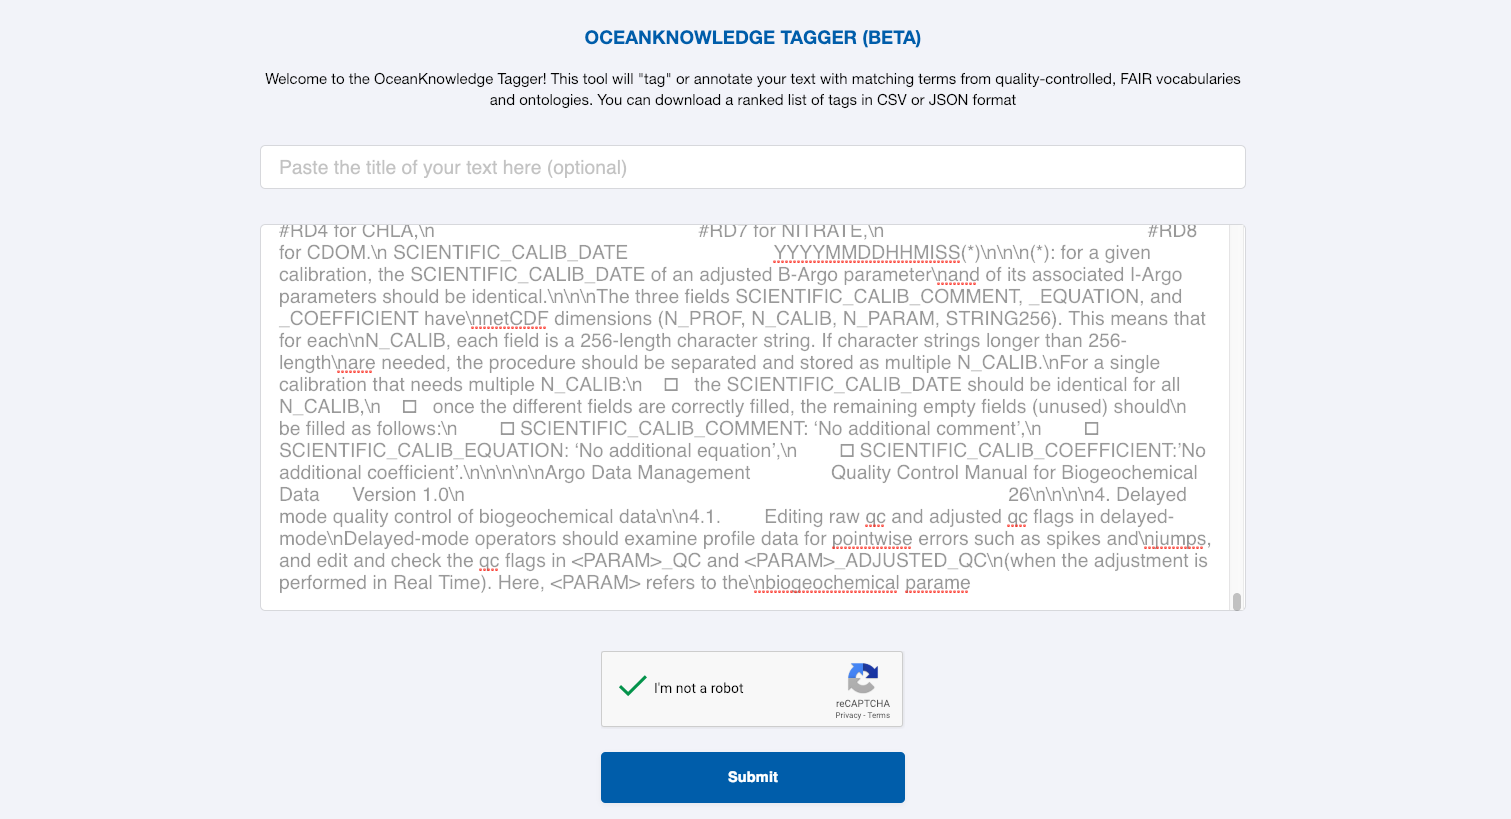 OCEANKNOWLEDGE TAGGER (BETA)
Welcome to the OceanKnowledge Tagger! This tool will "tag" or annotate your text with matching terms from quality-controlled, FAIR vocabularies
and ontologies. You can download a ranked list of tags in CSV or JSON format
Paste the title of your text here (optional)
#RD4 for CHLA,\n #RD7 for NITRATE,\n #RD8
for CDOM.\n SCIENTIFIC_CALIB_DATE YYYYMMDDHHMISS(*)\n\n\n(*): for a given
calibration, the SCIENTIFIC_CALIB_DATE of an adjusted B-Argo parameter\nand of its associated I-Argo
parameters should be identical.\n\n\nThe three fields SCIENTIFIC_CALIB_COMMENT, _EQUATION, and
_COEFFICIENT have\nnetCDF dimensions (N_PROF, N_CALIB, N_PARAM, STRING256). This means that
for each\nN_CALIB, each field is a 256-length character string. If character strings longer than 256-
length\nare needed, the procedure should be separated and stored as multiple N_CALIB.\nFor a single
calibration that needs multiple N_CALIB:\n □ the SCIENTIFIC_CALIB_DATE should be identical for all
N_CALIB,\n □ once the different fields are correctly filled, the remaining empty fields (unused) should\n
be filled as follows:\n □ SCIENTIFIC_CALIB_COMMENT: ‘No additional comment’,\n □
SCIENTIFIC_CALIB_EQUATION: ‘No additional equation’,\n □ SCIENTIFIC_CALIB_COEFFICIENT:’No
additional coefficient’.\n\n\n\n\n\nArgo Data Management Quality Control Manual for Biogeochemical
Data Version 1.0\n 26\n\n\n\n4. Delayed
mode quality control of biogeochemical data\n\n4.1. Editing raw qc and adjusted qc flags in delayed-
mode\nDelayed-mode operators should examine profile data for pointwise errors such as spikes and\njumps,
and edit and check the qc flags in <PARAM>_QC and <PARAM>_ADJUSTED_QC\n(when the adjustment is
performed in Real Time). Here, <PARAM> refers to the\nbiogeochemical parame
I'm not a robot
reCAPTCHA
Privacy - Terms
Submit